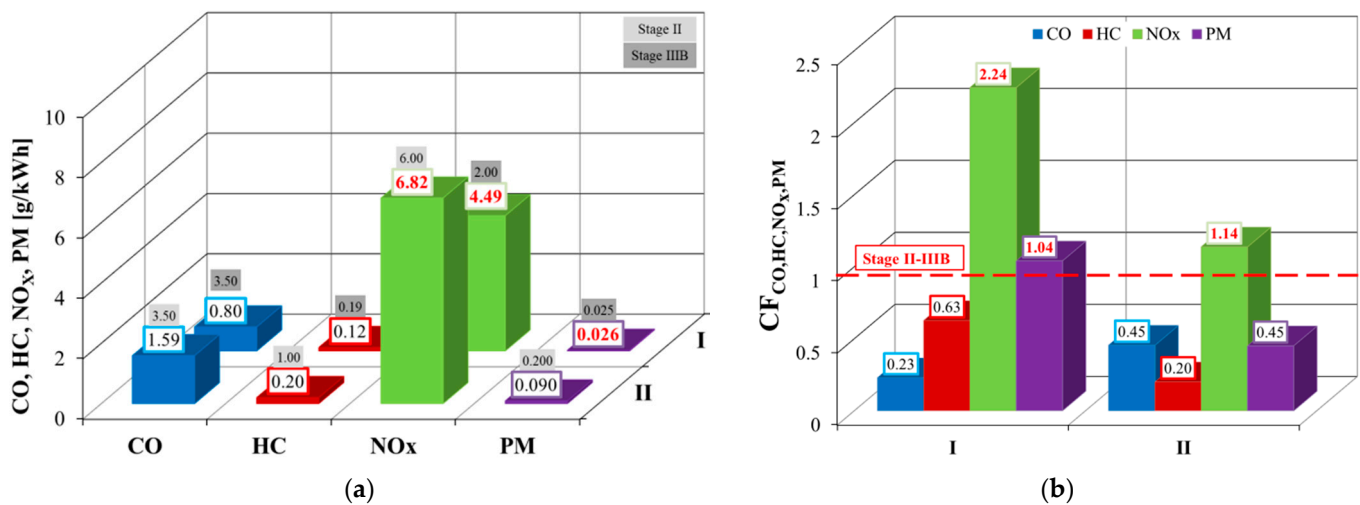 Stage II
Stage IIIB
CO, HC, NOX, PM [g/kWh]
10
8
6
4
2
0
3.50
1.59
3.50
0.80
1.00
0.20
0.19
0.12
6.00
6.82
2.00
4.49
0.200
0.090
0.025
0.026
I
II
CO
HC
NOx
PM
(a)
CO HC NOx PM
CFCO,HC,NOX,PM
2.5
2
1.5
1
0.5
0
Stage II-IIIB
0.23
0.63
2.24
1.04
0.45
0.20
1.14
0.45
I
II
(b)